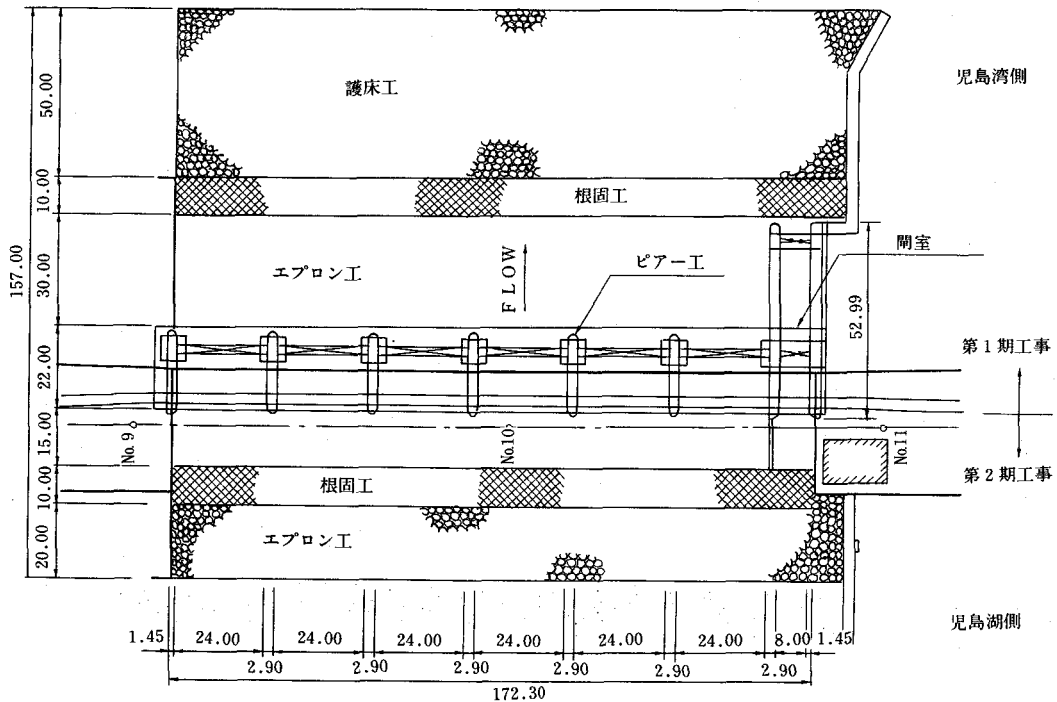 護床工
児島湾側
根固工
閘室
エプロン工
FLOW
ピアー工
第1期工事
第2期工事
No.9
No.10
No.11
根固工
エプロン工
児島湖側
157.00
50.00
10.00
30.00
22.00
15.00
10.00
20.00
52.99
1.45 24.00 24.00 24.00 24.00 24.00 24.00 8.00 1.45
2.90 2.90 2.90 2.90 2.90 2.90
172.30